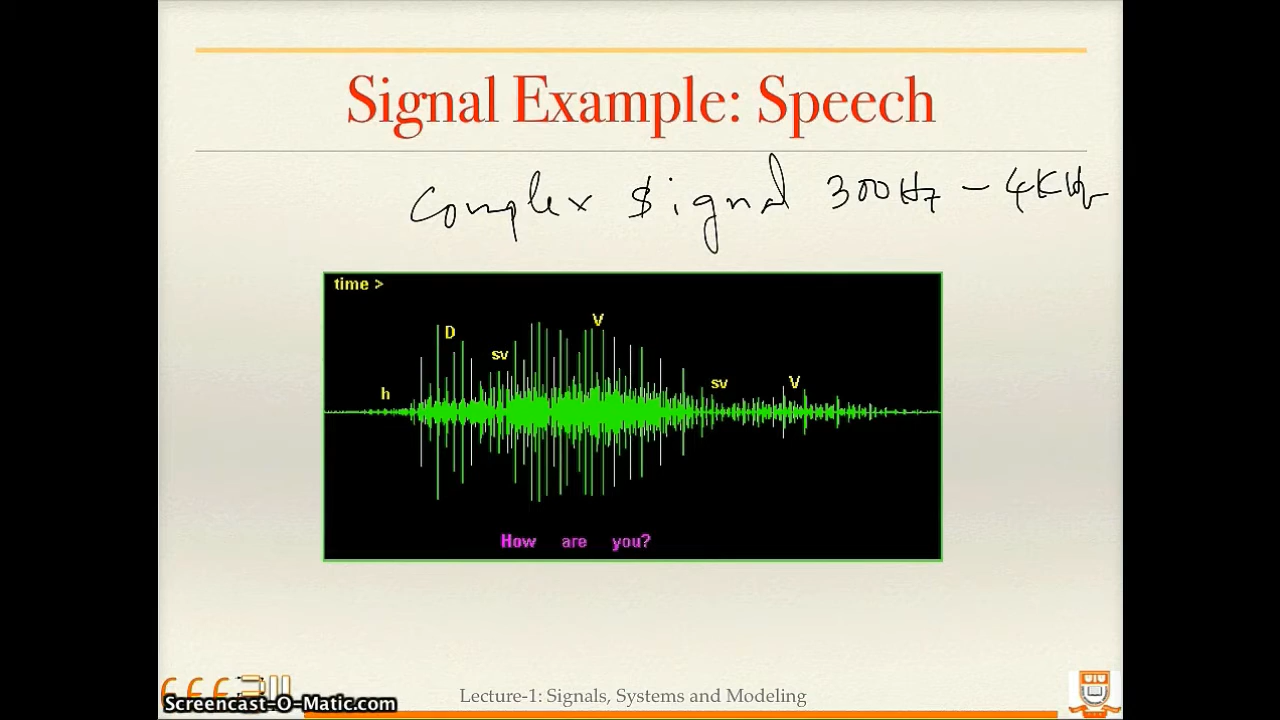 Signal Example: Speech
Complex Signal 300Hz - 4KHz
time >
V
D
sv
sv
V
h
How are you?
Lecture-1: Signals, Systems and Modeling
Screencast-O-Matic.com